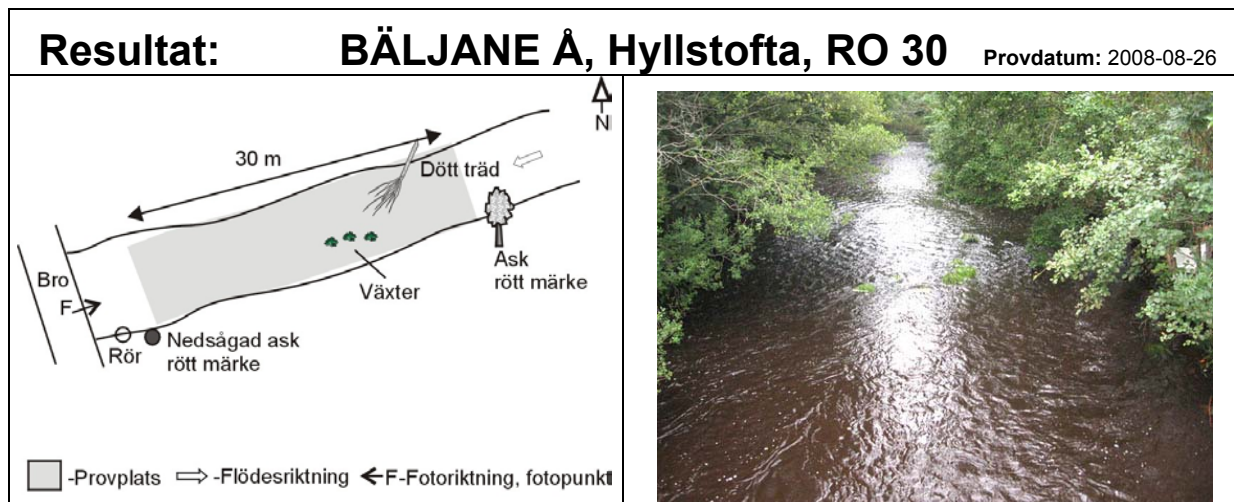 Resultat: BÄLJANE Å, Hyllstofta, RO 30 Provdatum: 2008-08-26
N
30 m
Dött träd
Ask
rött märke
Växter
Bro
F
Rör
Nedsågad ask
rött märke
-Provplats -Flödesriktning F-Fotoriktning, fotopunkt